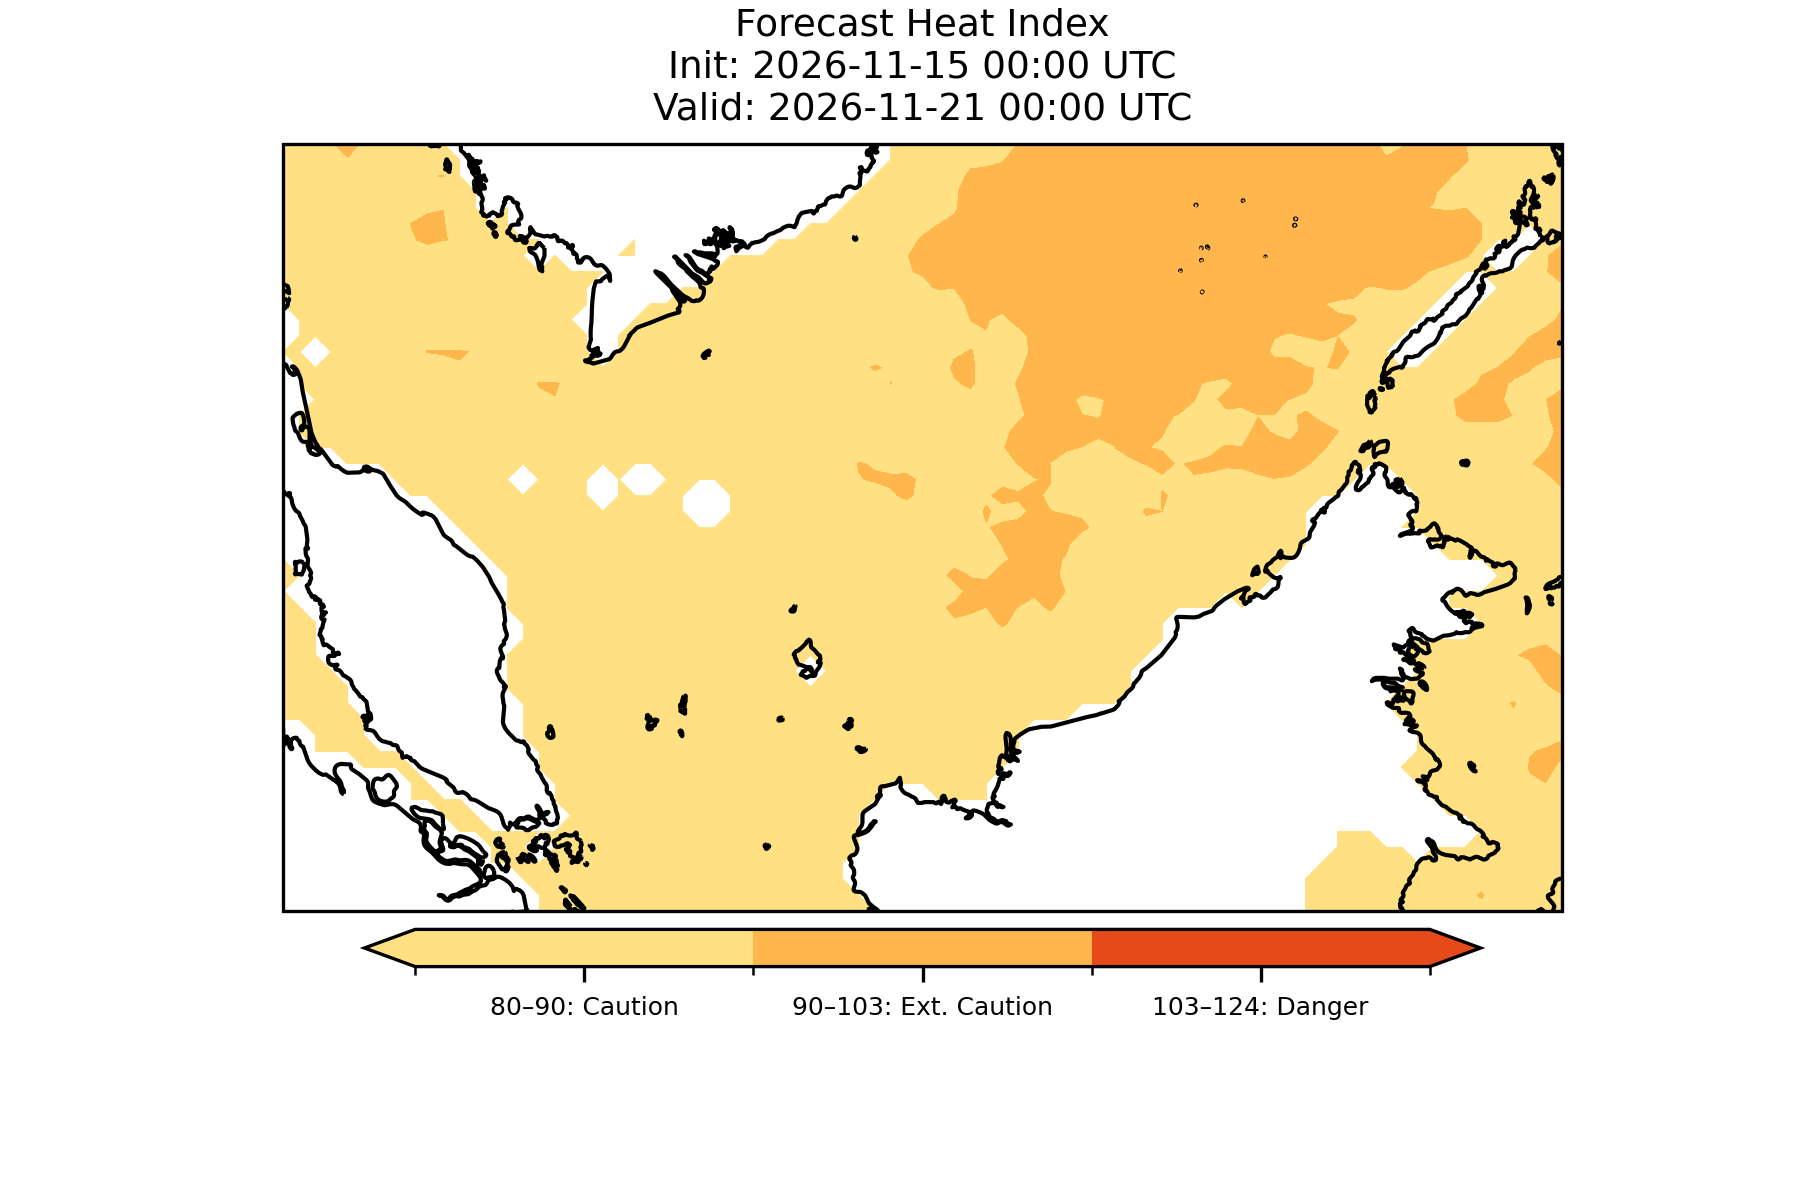 Forecast Heat Index
Init: 2026-11-15 00:00 UTC
Valid: 2026-11-21 00:00 UTC
80–90: Caution
90–103: Ext. Caution
103–124: Danger